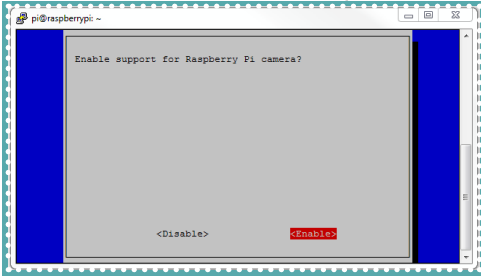 pi@raspberrypi: ~
Enable support for Raspberry Pi camera?
<Disable> <Enable>